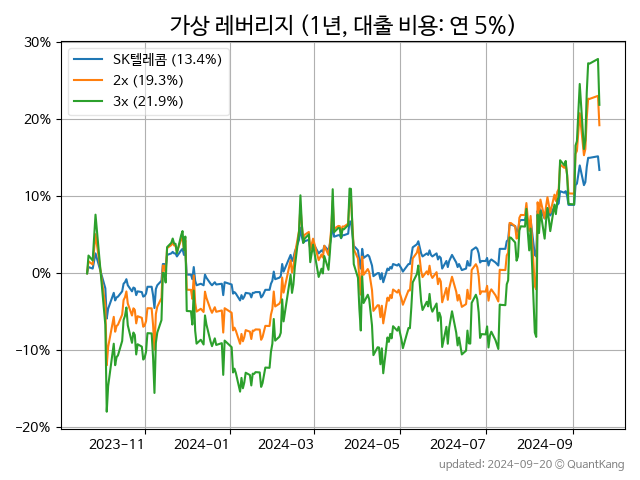 가상 레버리지 (1년, 대출 비용: 연 5%)
30%
20%
10%
0%
−10%
−20%
SK텔레콤 (13.4%)
2x (19.3%)
3x (21.9%)
2023-11 2024-01 2024-03 2024-05 2024-07 2024-09
updated: 2024-09-20 © QuantKang